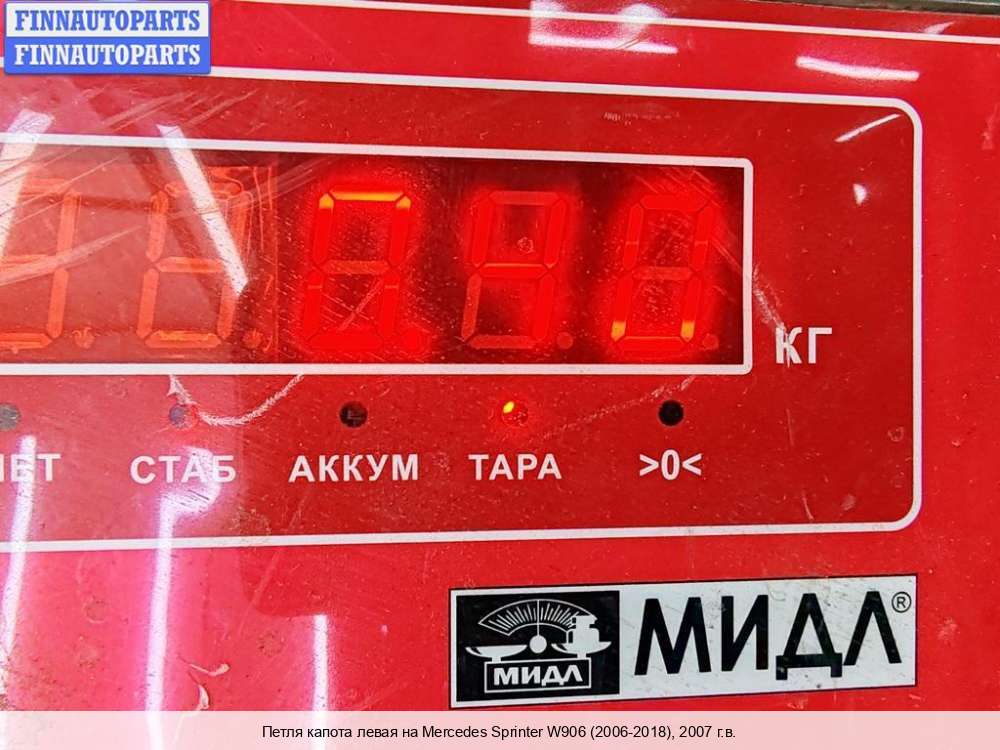 FINNAUTOPARTS
FINNAUTOPARTS
0.90
КГ
СТАБ АККУМ ТАРА >0<
МИДЛ МИДЛ®
Петля капота левая на Mercedes Sprinter W906 (2006-2018), 2007 г.в.